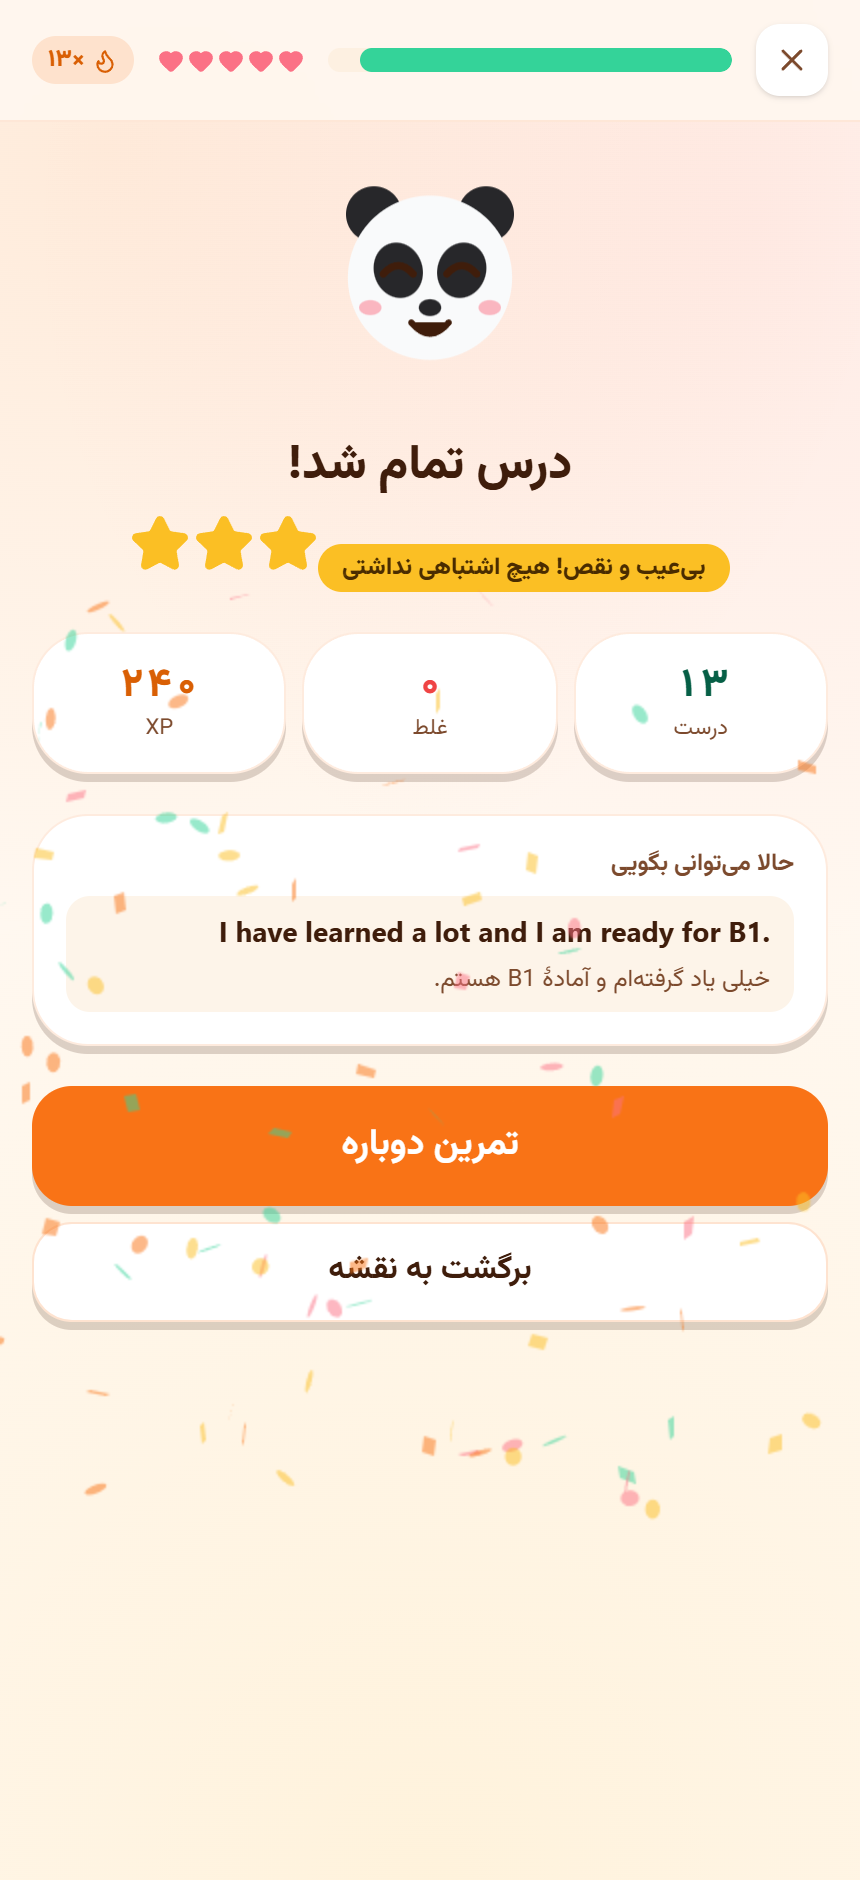 ۱۳×
درس تمام شد!
بی‌عیب و نقص! هیچ اشتباهی نداشتی
۱۳
درست
۰
غلط
۲۴۰
XP
حالا می‌توانی بگویی
I have learned a lot and I am ready for B1.
خیلی یاد گرفته‌ام و آمادهٔ B1 هستم.
تمرین دوباره
برگشت به نقشه